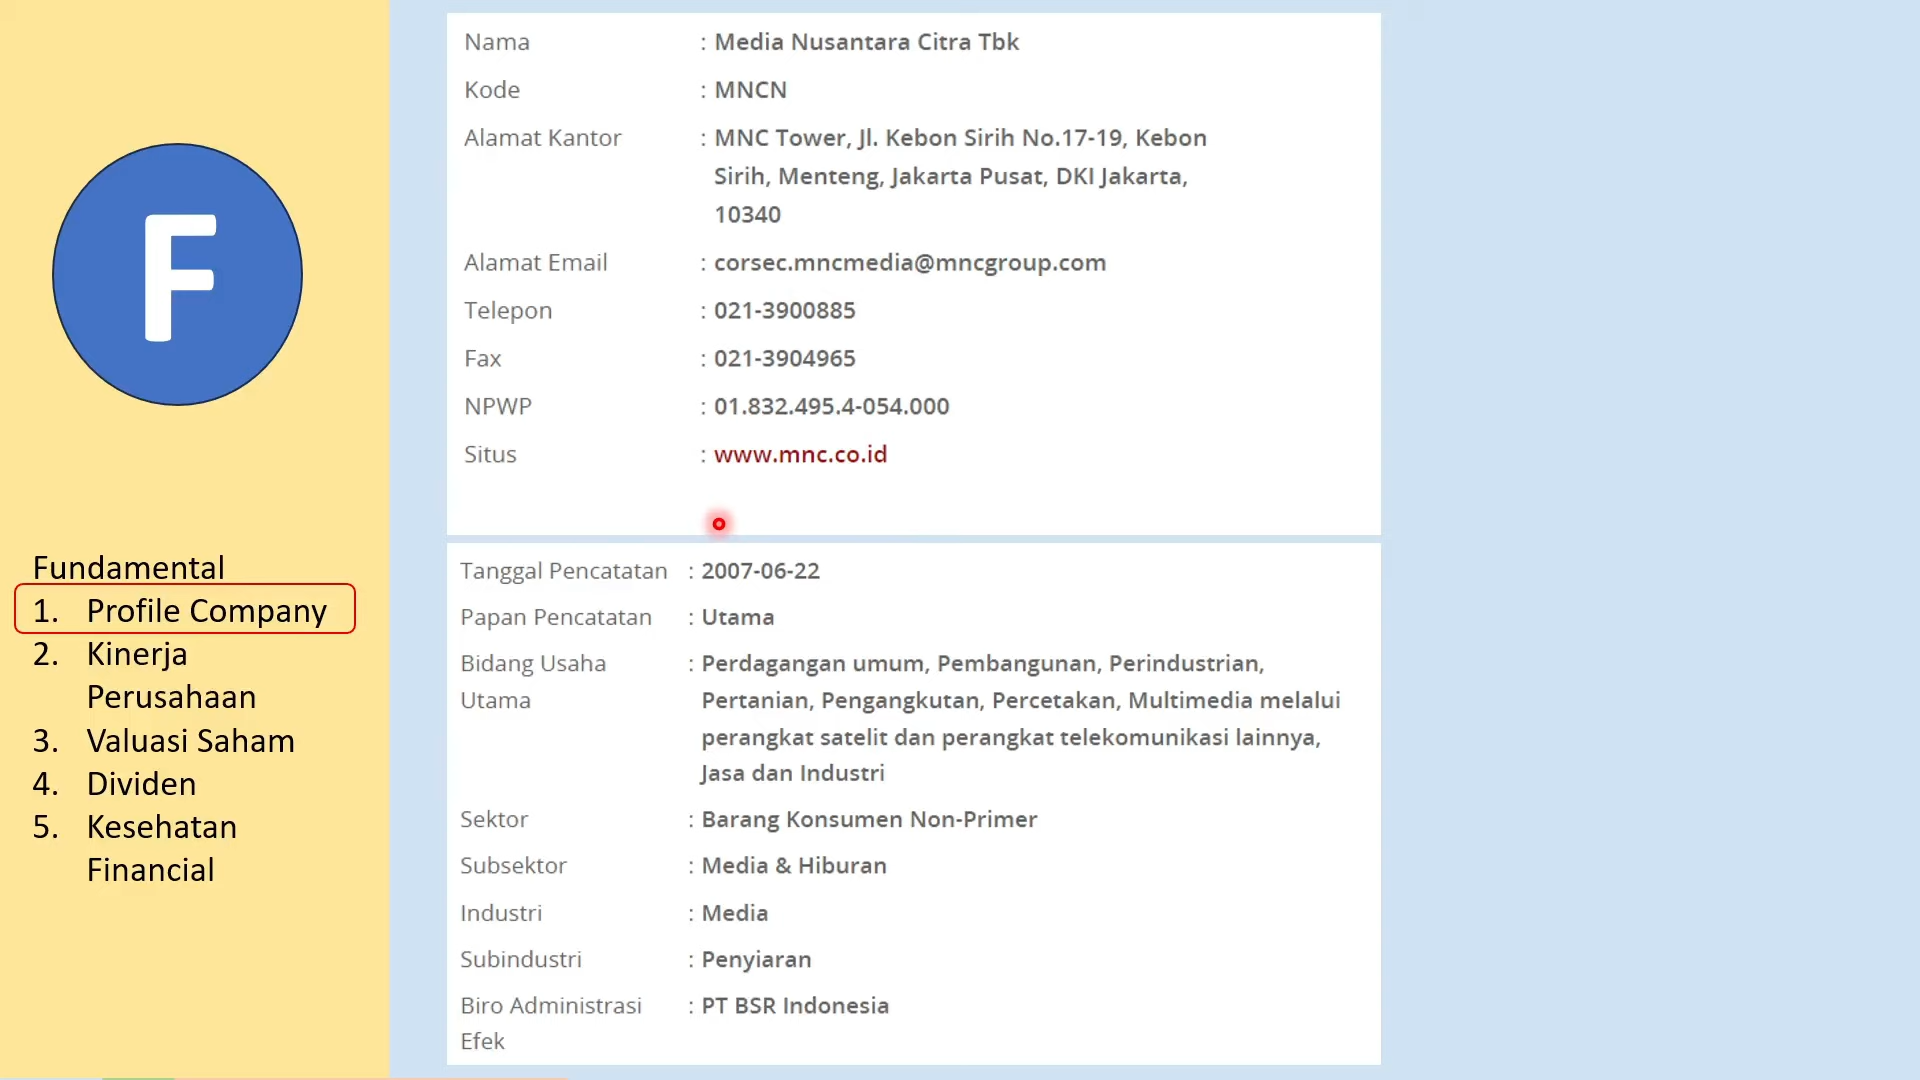 F
Fundamental
1. Profile Company
2. Kinerja
Perusahaan
3. Valuasi Saham
4. Dividen
5. Kesehatan
Financial
Nama : Media Nusantara Citra Tbk
Kode : MNCN
Alamat Kantor : MNC Tower, Jl. Kebon Sirih No.17-19, Kebon
Sirih, Menteng, Jakarta Pusat, DKI Jakarta,
10340
Alamat Email : corsec.mncmedia@mncgroup.com
Telepon : 021-3900885
Fax : 021-3904965
NPWP : 01.832.495.4-054.000
Situs : www.mnc.co.id
Tanggal Pencatatan : 2007-06-22
Papan Pencatatan : Utama
Bidang Usaha : Perdagangan umum, Pembangunan, Perindustrian,
Utama Pertanian, Pengangkutan, Percetakan, Multimedia melalui
perangkat satelit dan perangkat telekomunikasi lainnya,
Jasa dan Industri
Sektor : Barang Konsumen Non-Primer
Subsektor : Media & Hiburan
Industri : Media
Subindustri : Penyiaran
Biro Administrasi : PT BSR Indonesia
Efek